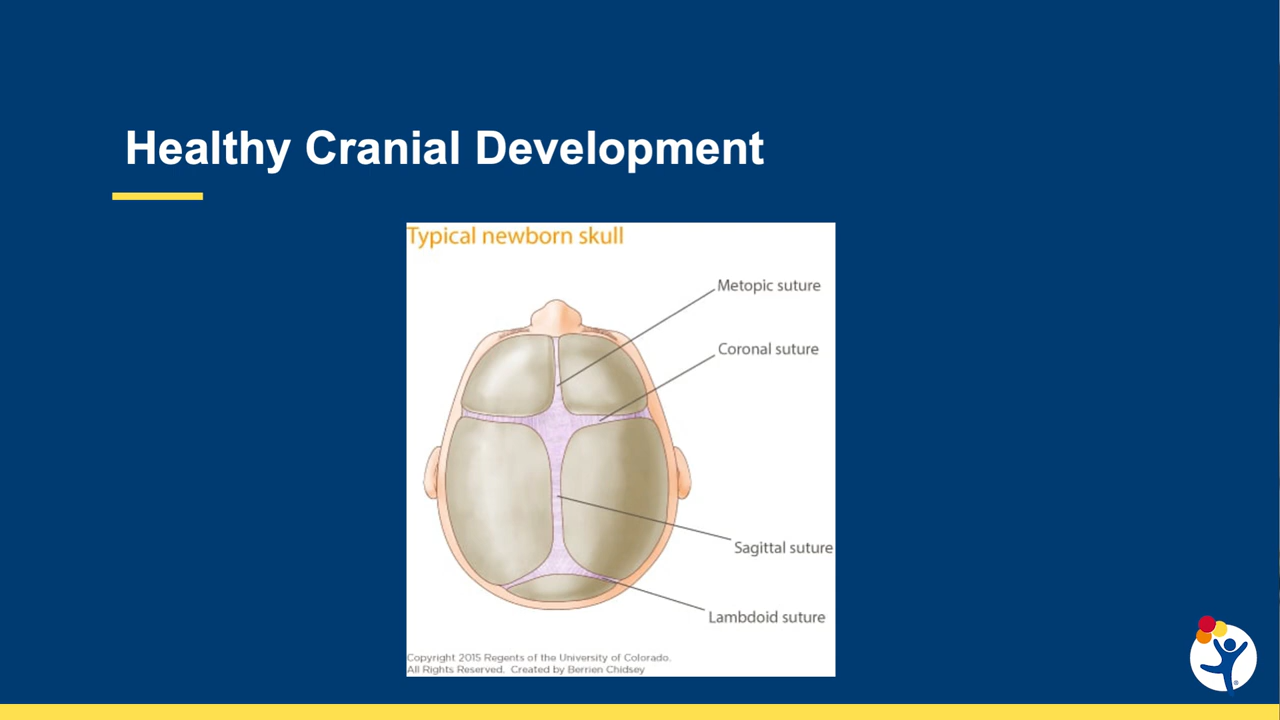 Healthy Cranial Development
Typical newborn skull
Metopic suture
Coronal suture
Sagittal suture
Lambdoid suture
Copyright 2015 Regents of the University of Colorado.
All Rights Reserved. Created by Berrien Chidsey
®